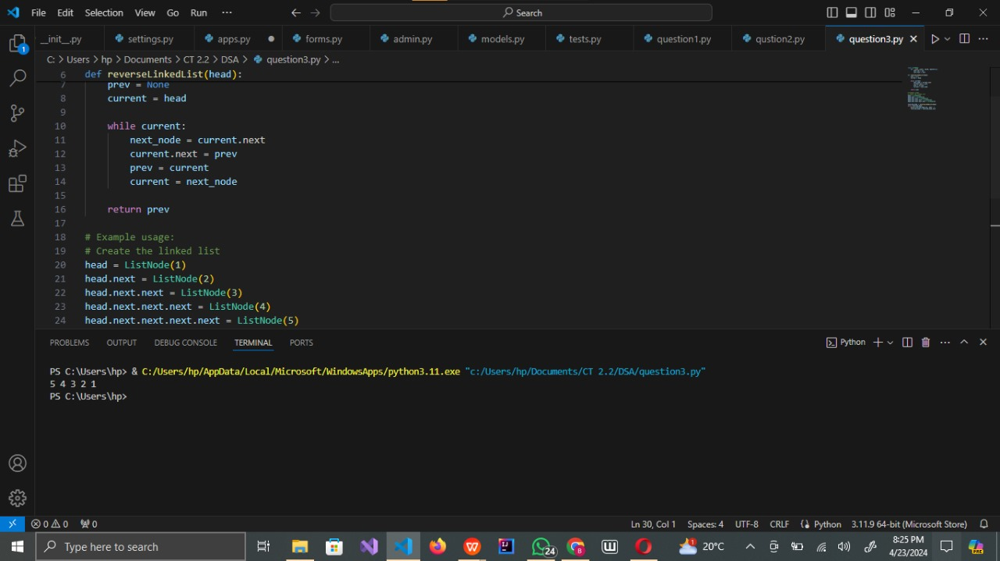 File Edit Selection View Go Run ··· Search
__init__.py settings.py apps.py forms.py admin.py models.py tests.py question1.py qustion2.py question3.py
C: > Users > hp > Documents > CT 2.2 > DSA > question3.py > ...
6 def reverseLinkedList(head):
7 prev = None
8 current = head
9
10 while current:
11 next_node = current.next
12 current.next = prev
13 prev = current
14 current = next_node
15
16 return prev
17
18 # Example usage:
19 # Create the linked list
20 head = ListNode(1)
21 head.next = ListNode(2)
22 head.next.next = ListNode(3)
23 head.next.next.next = ListNode(4)
24 head.next.next.next.next = ListNode(5)
PROBLEMS OUTPUT DEBUG CONSOLE TERMINAL PORTS Python
PS C:\Users\hp> & C:/Users/hp/AppData/Local/Microsoft/WindowsApps/python3.11.exe "c:/Users/hp/Documents/CT 2.2/DSA/question3.py"
5 4 3 2 1
PS C:\Users\hp>
1
0 0 0 Ln 30, Col 1 Spaces: 4 UTF-8 CRLF Python 3.11.9 64-bit (Microsoft Store)
Type here to search 24 1 20°C 8:25 PM
4/23/2024
PRE